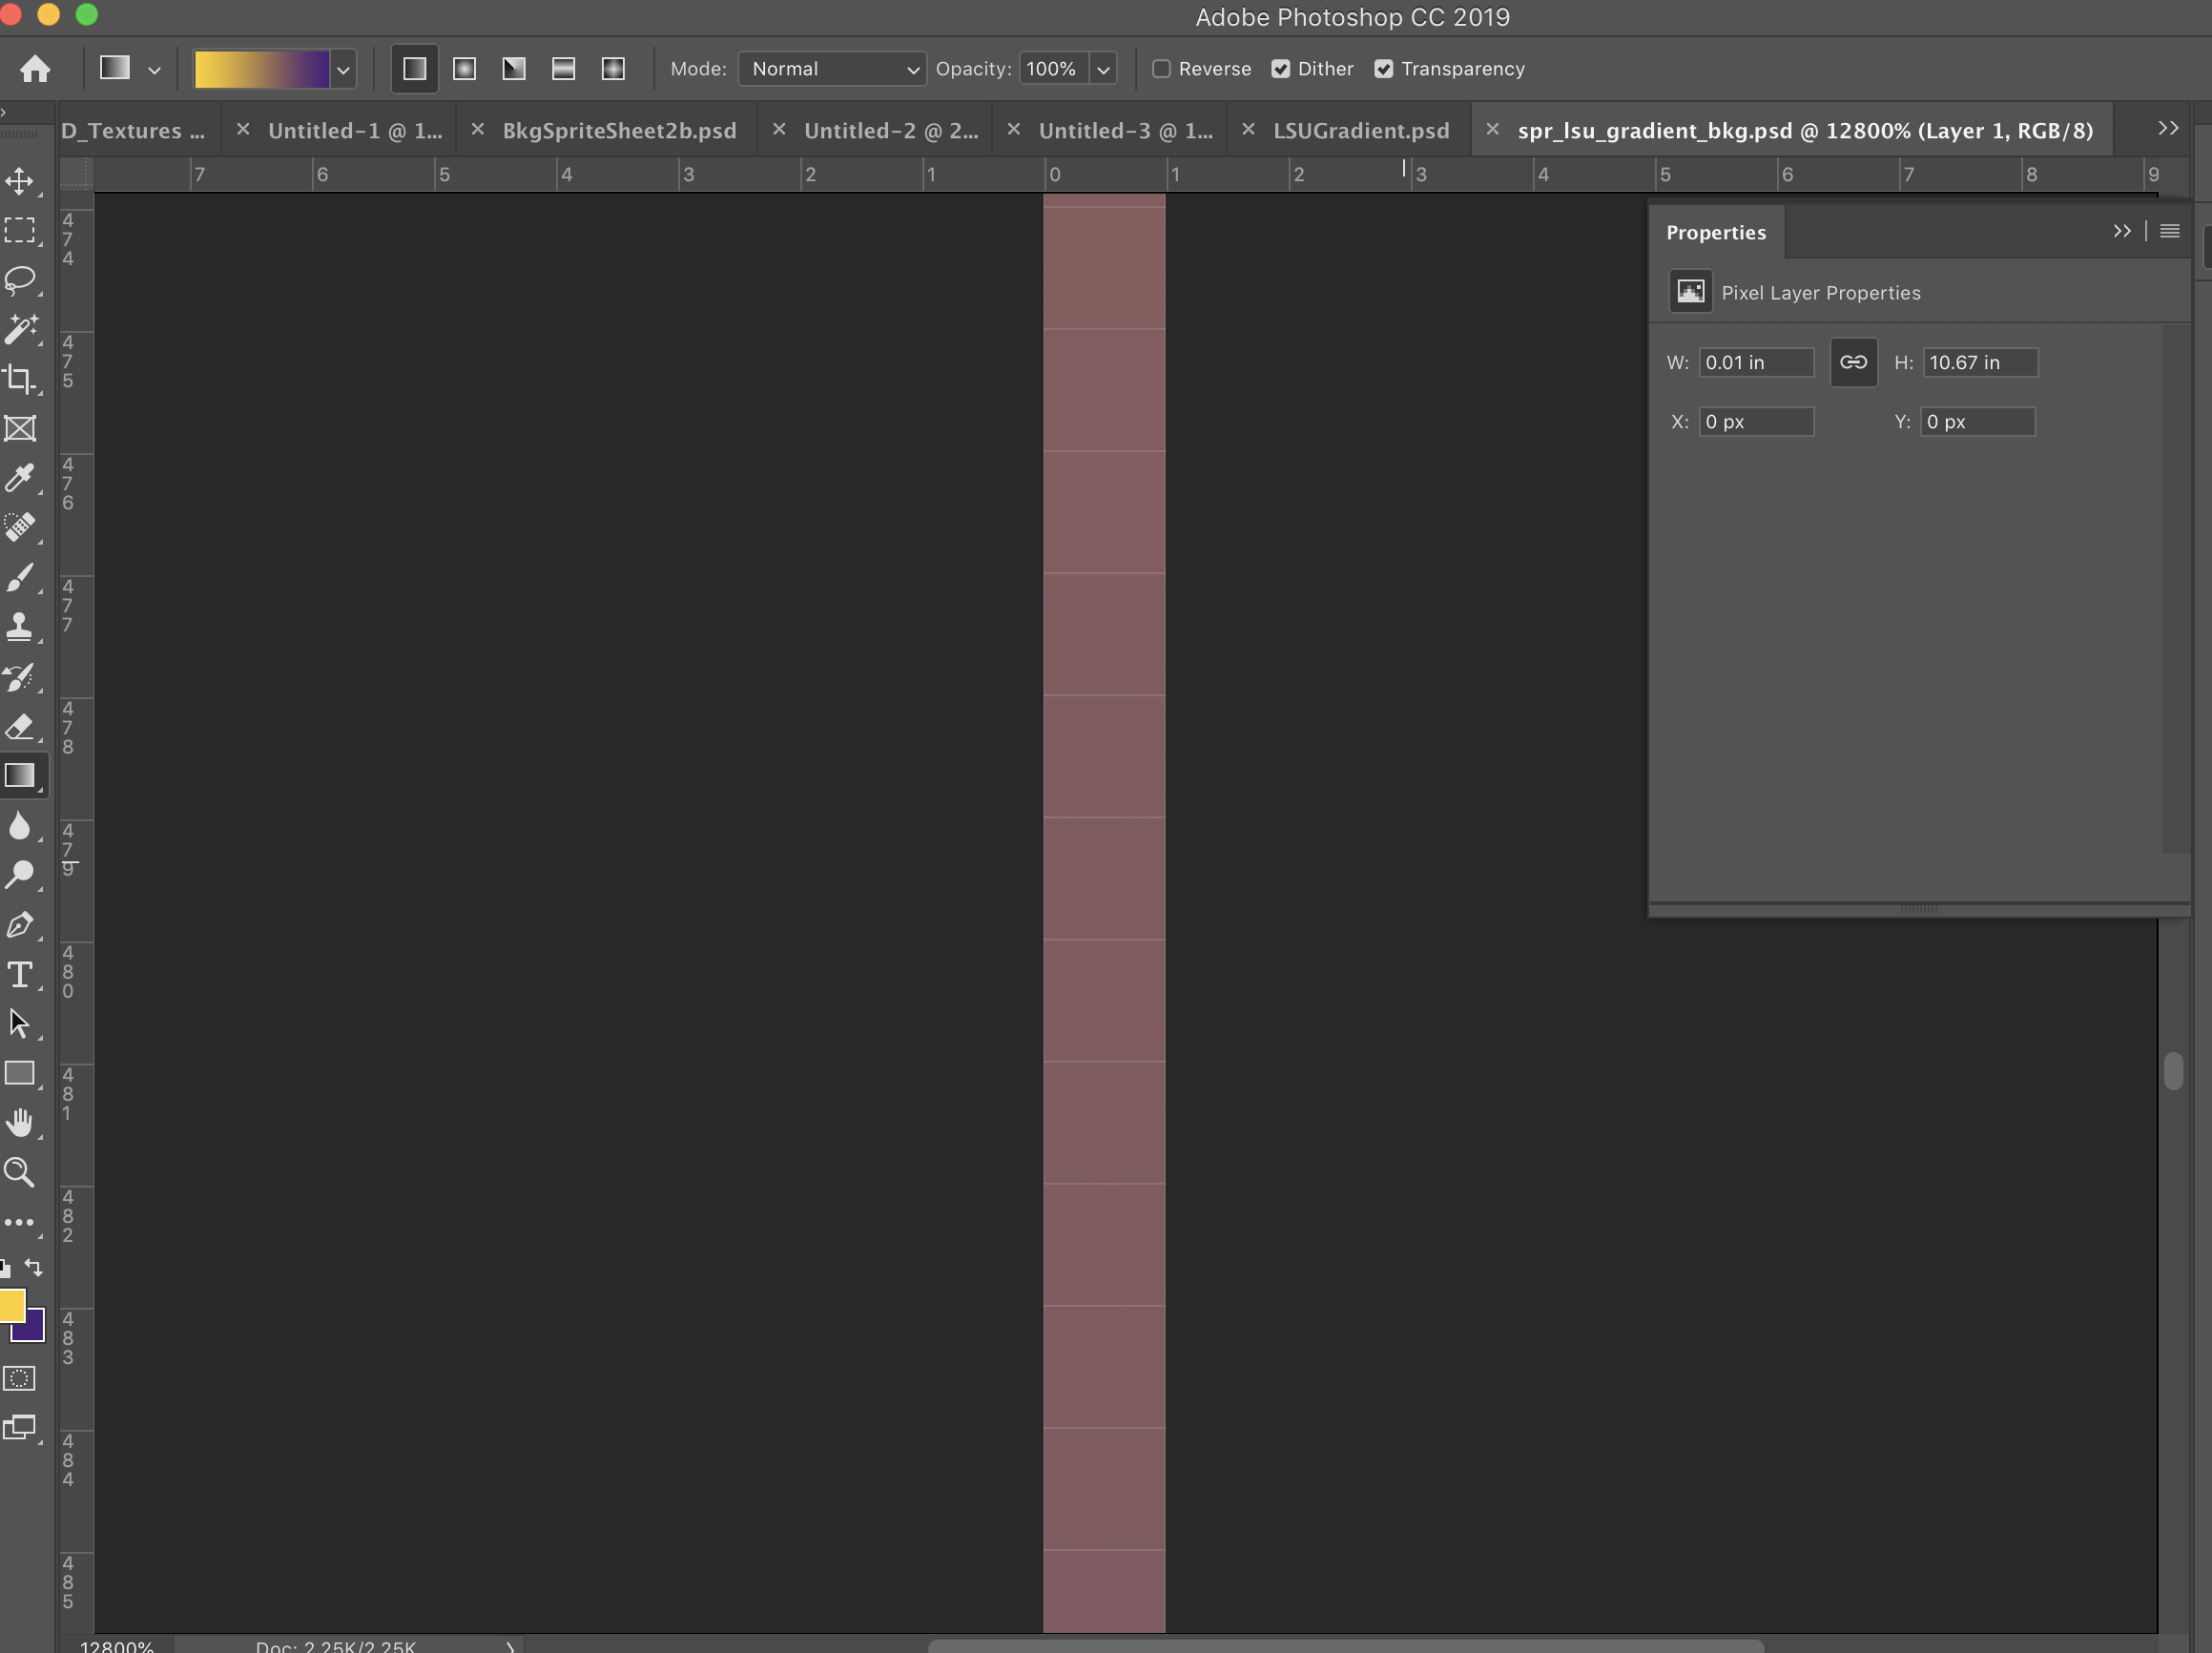 Adobe Photoshop CC 2019
Mode: Normal Opacity: 100% Reverse Dither Transparency
D_Textures ... × Untitled-1 @ 1... × BkgSpriteSheet2b.psd × Untitled-2 @ 2... × Untitled-3 @ 1... × LSUGradient.psd × spr_lsu_gradient_bkg.psd @ 12800% (Layer 1, RGB/8)
7 6 5 4 3 2 1 0 1 2 3 4 5 6 7 8 9
Properties
Pixel Layer Properties
W: 0.01 in H: 10.67 in
X: 0 px Y: 0 px
474
475
476
477
478
479
480
481
482
483
484
485
12800% Doc: 2.25K/2.25K